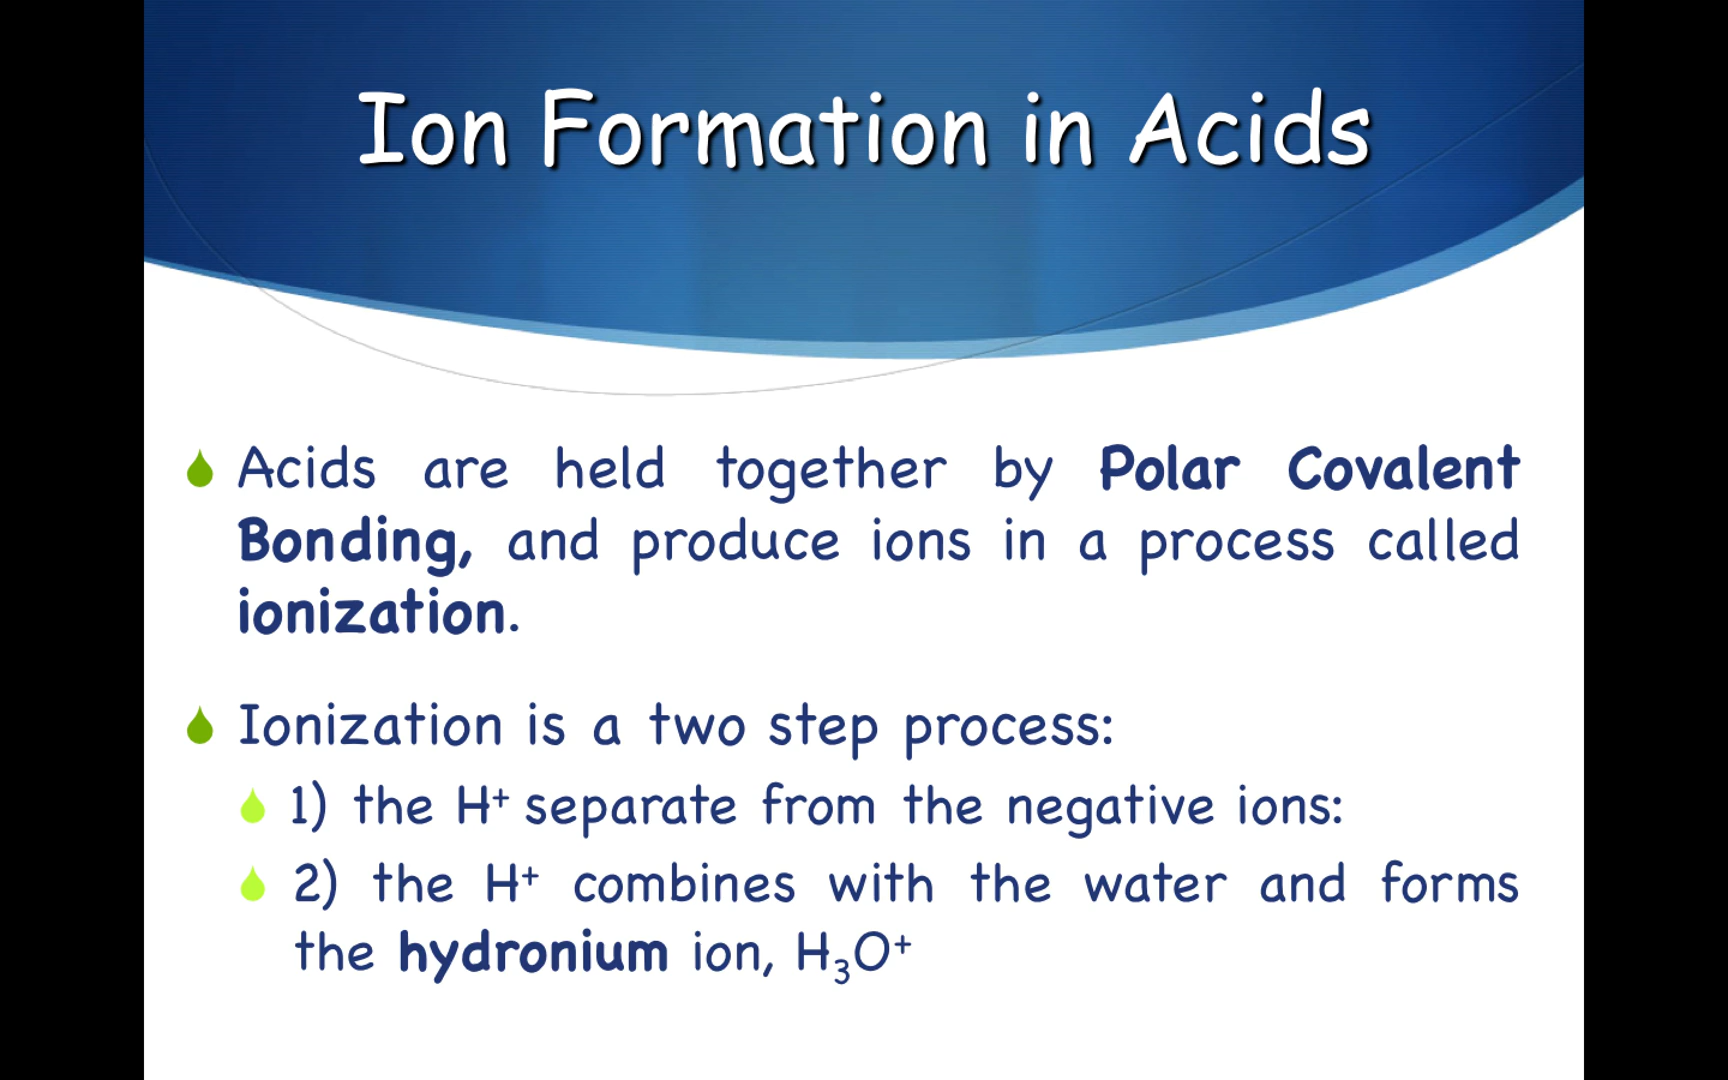 Ion Formation in Acids
Acids are held together by Polar Covalent
Bonding, and produce ions in a process called
ionization.
Ionization is a two step process:
1) the H⁺ separate from the negative ions:
2) the H⁺ combines with the water and forms
the hydronium ion, H₃O⁺